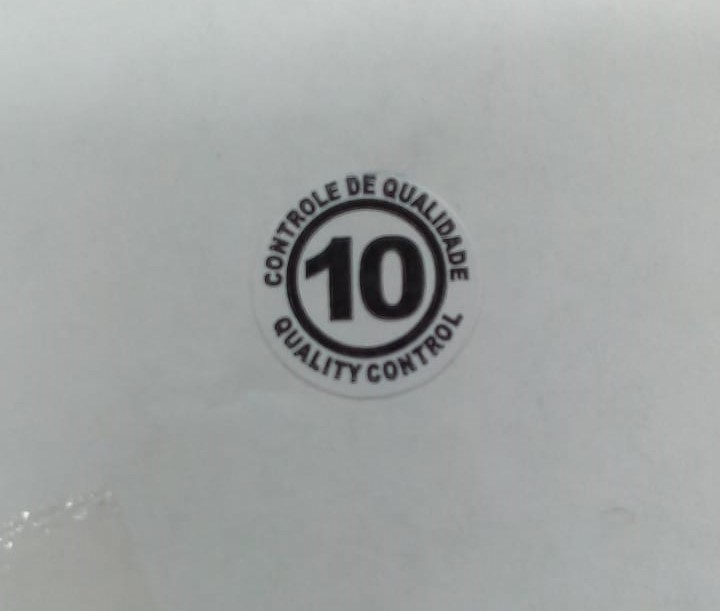 CONTROLE DE QUALIDADE
10
QUALITY CONTROL